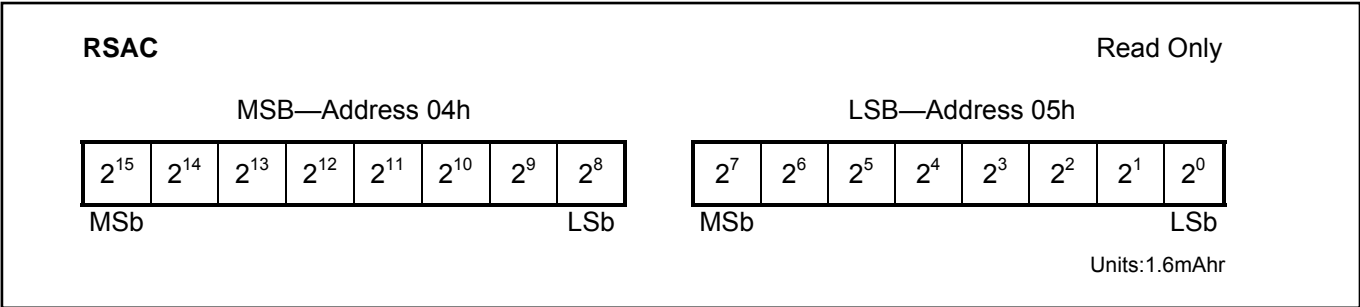 RSAC Read Only
MSB—Address 04h LSB—Address 05h
2¹⁵ 2¹⁴ 2¹³ 2¹² 2¹¹ 2¹⁰ 2⁹ 2⁸ 2⁷ 2⁶ 2⁵ 2⁴ 2³ 2² 2¹ 2⁰
MSb LSb MSb LSb
Units:1.6mAhr